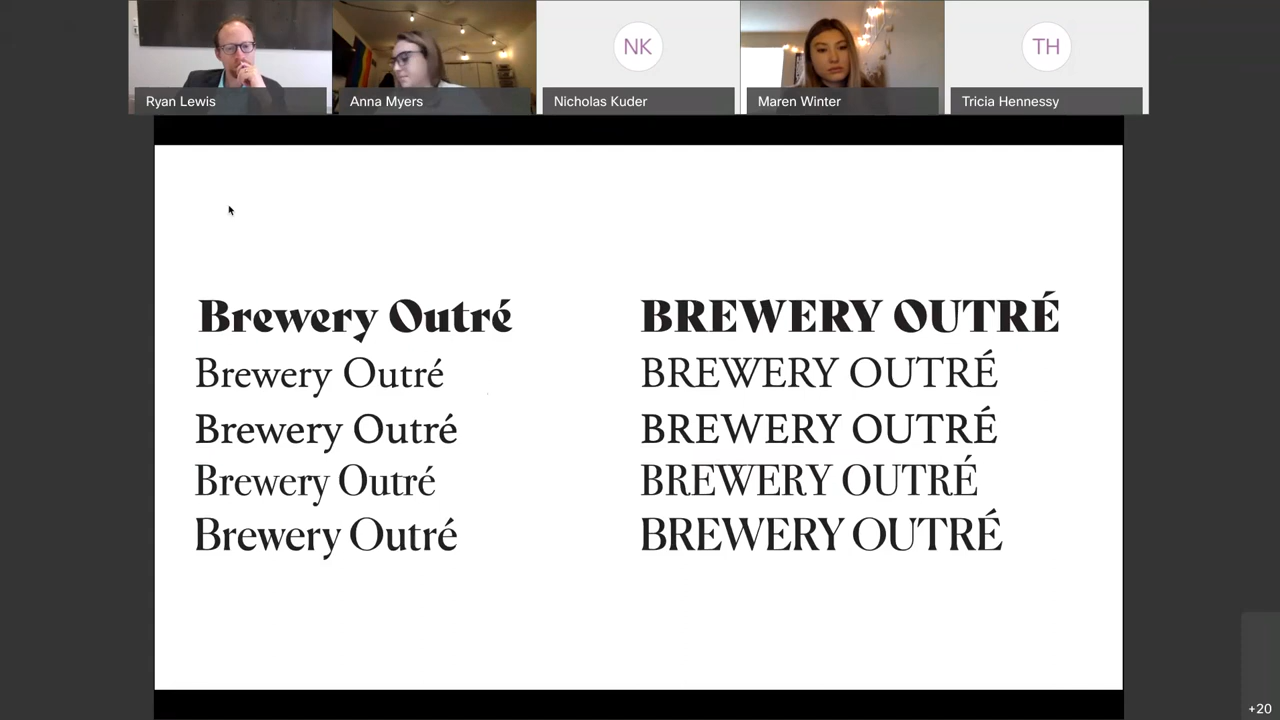 NK
TH
Ryan Lewis
Anna Myers
Nicholas Kuder
Maren Winter
Tricia Hennessy
Brewery Outré
BREWERY OUTRÉ
Brewery Outré
BREWERY OUTRÉ
Brewery Outré
BREWERY OUTRÉ
Brewery Outré
BREWERY OUTRÉ
Brewery Outré
BREWERY OUTRÉ
+20